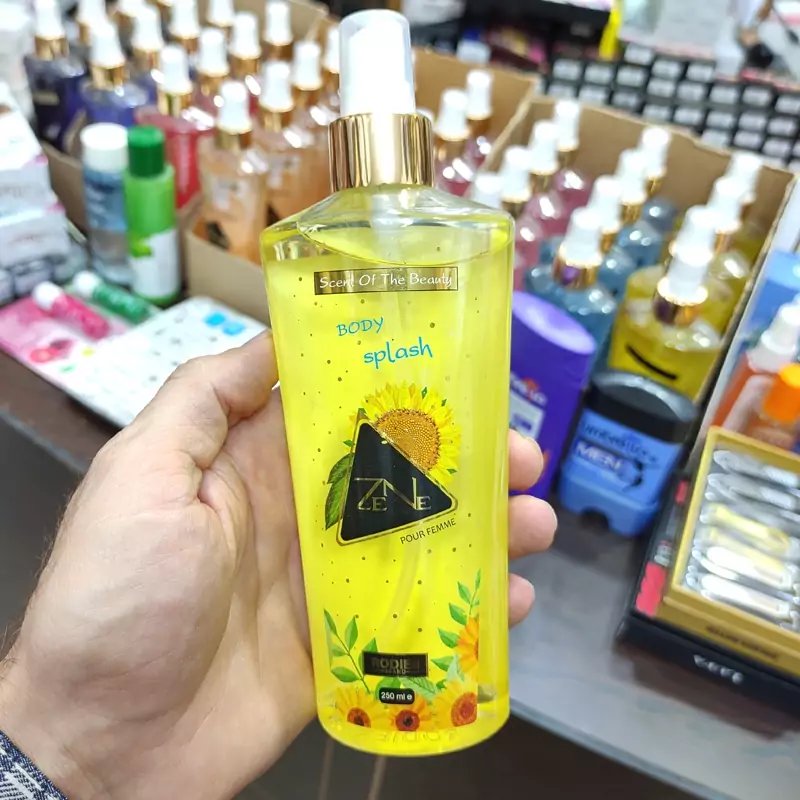 Scent Of The Beauty
BODY
splash
ZeNe
POUR FEMME
250 ml e
MEN